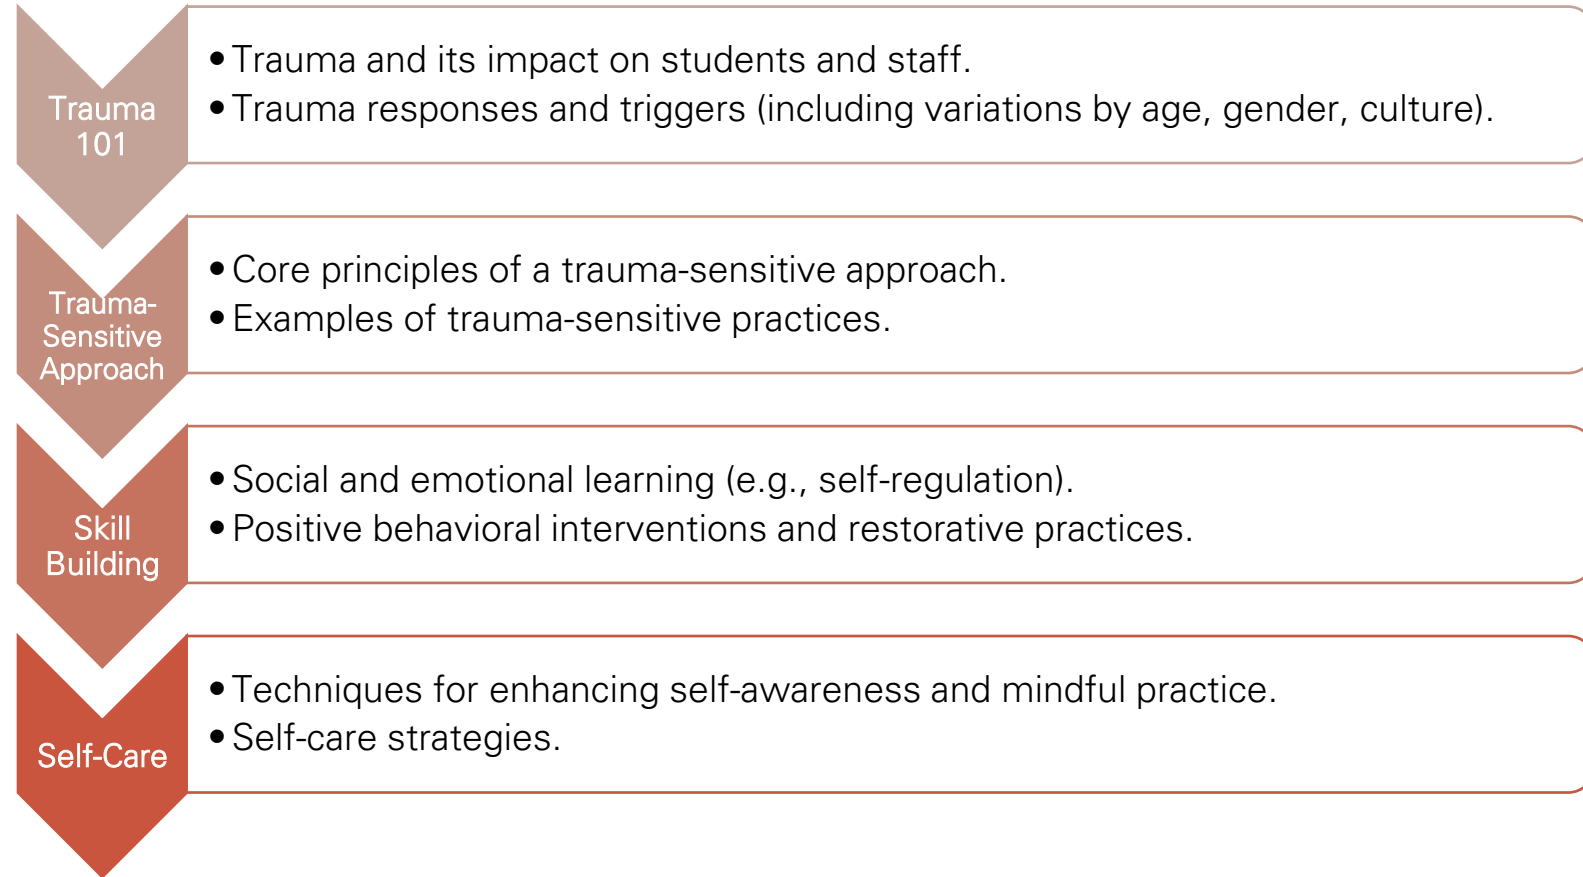 Trauma
101
• Trauma and its impact on students and staff.
• Trauma responses and triggers (including variations by age, gender, culture).
Trauma-
Sensitive
Approach
• Core principles of a trauma-sensitive approach.
• Examples of trauma-sensitive practices.
Skill
Building
• Social and emotional learning (e.g., self-regulation).
• Positive behavioral interventions and restorative practices.
Self-Care
• Techniques for enhancing self-awareness and mindful practice.
• Self-care strategies.